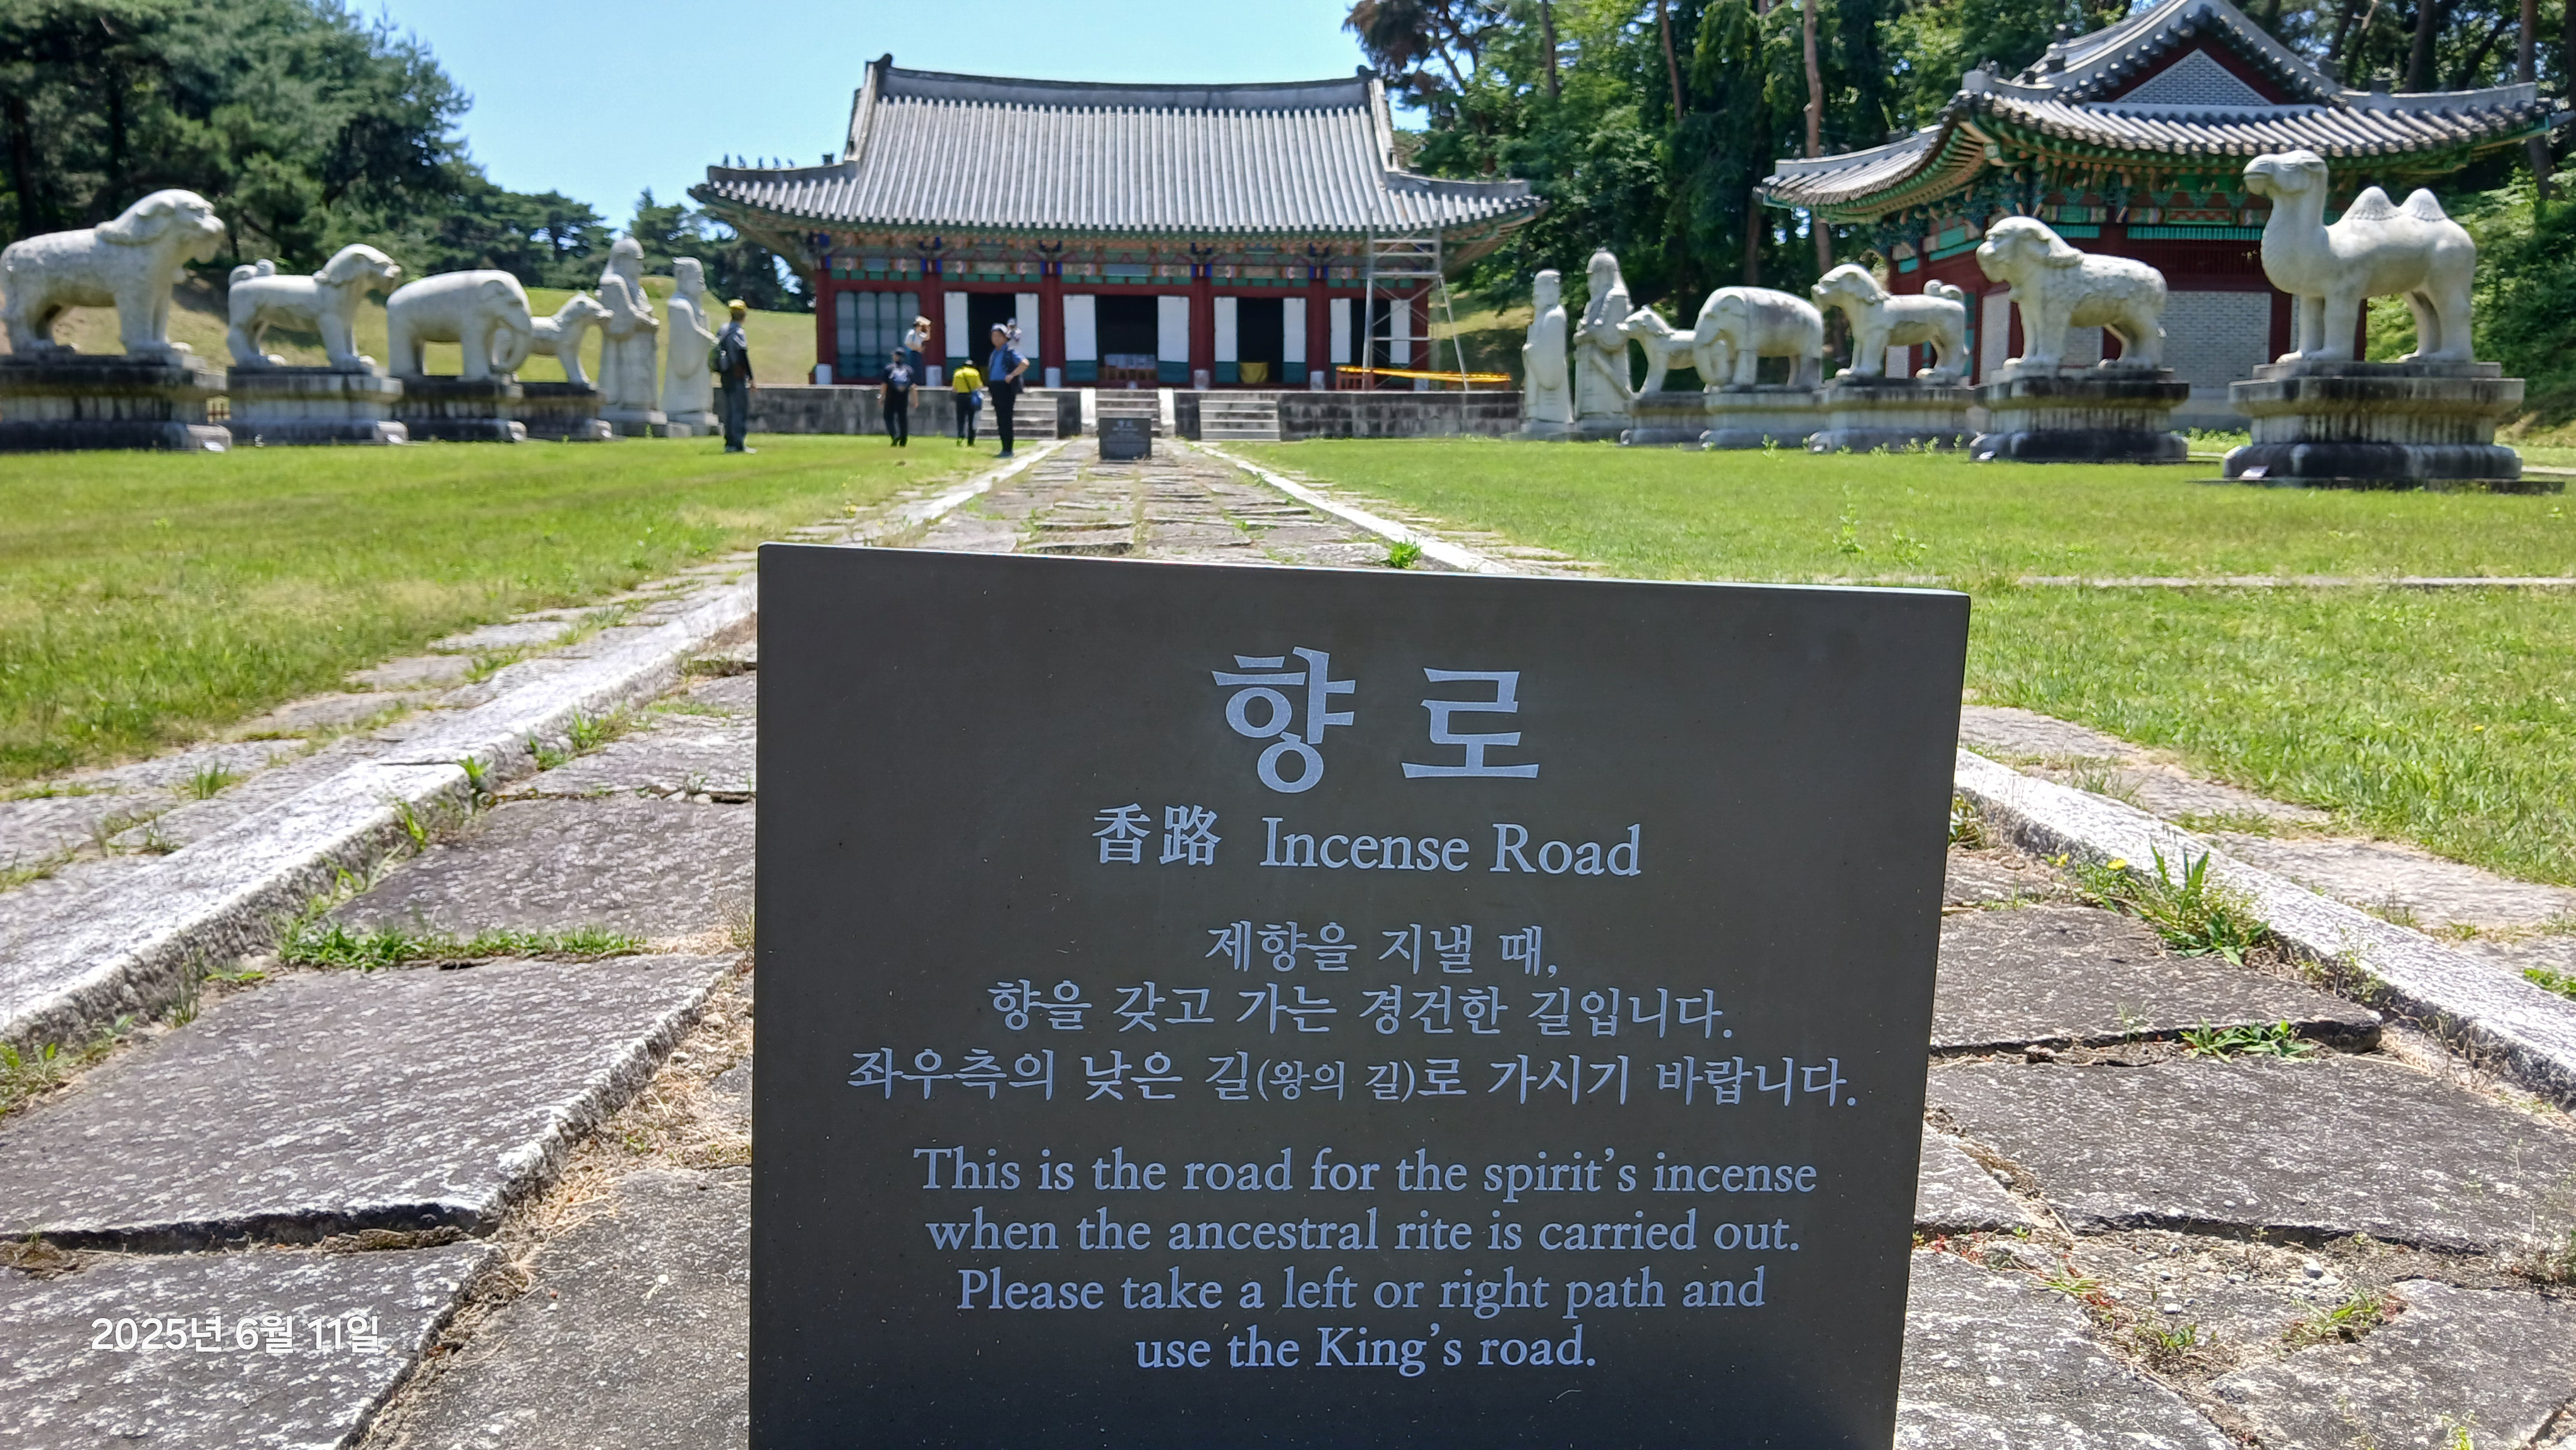 향로
香路 Incense Road
제향을 지낼 때,
향을 갖고 가는 경건한 길입니다.
좌우측의 낮은 길(왕의 길)로 가시기 바랍니다.
This is the road for the spirit's incense
when the ancestral rite is carried out.
Please take a left or right path and
use the King's road.
2025년 6월 11일